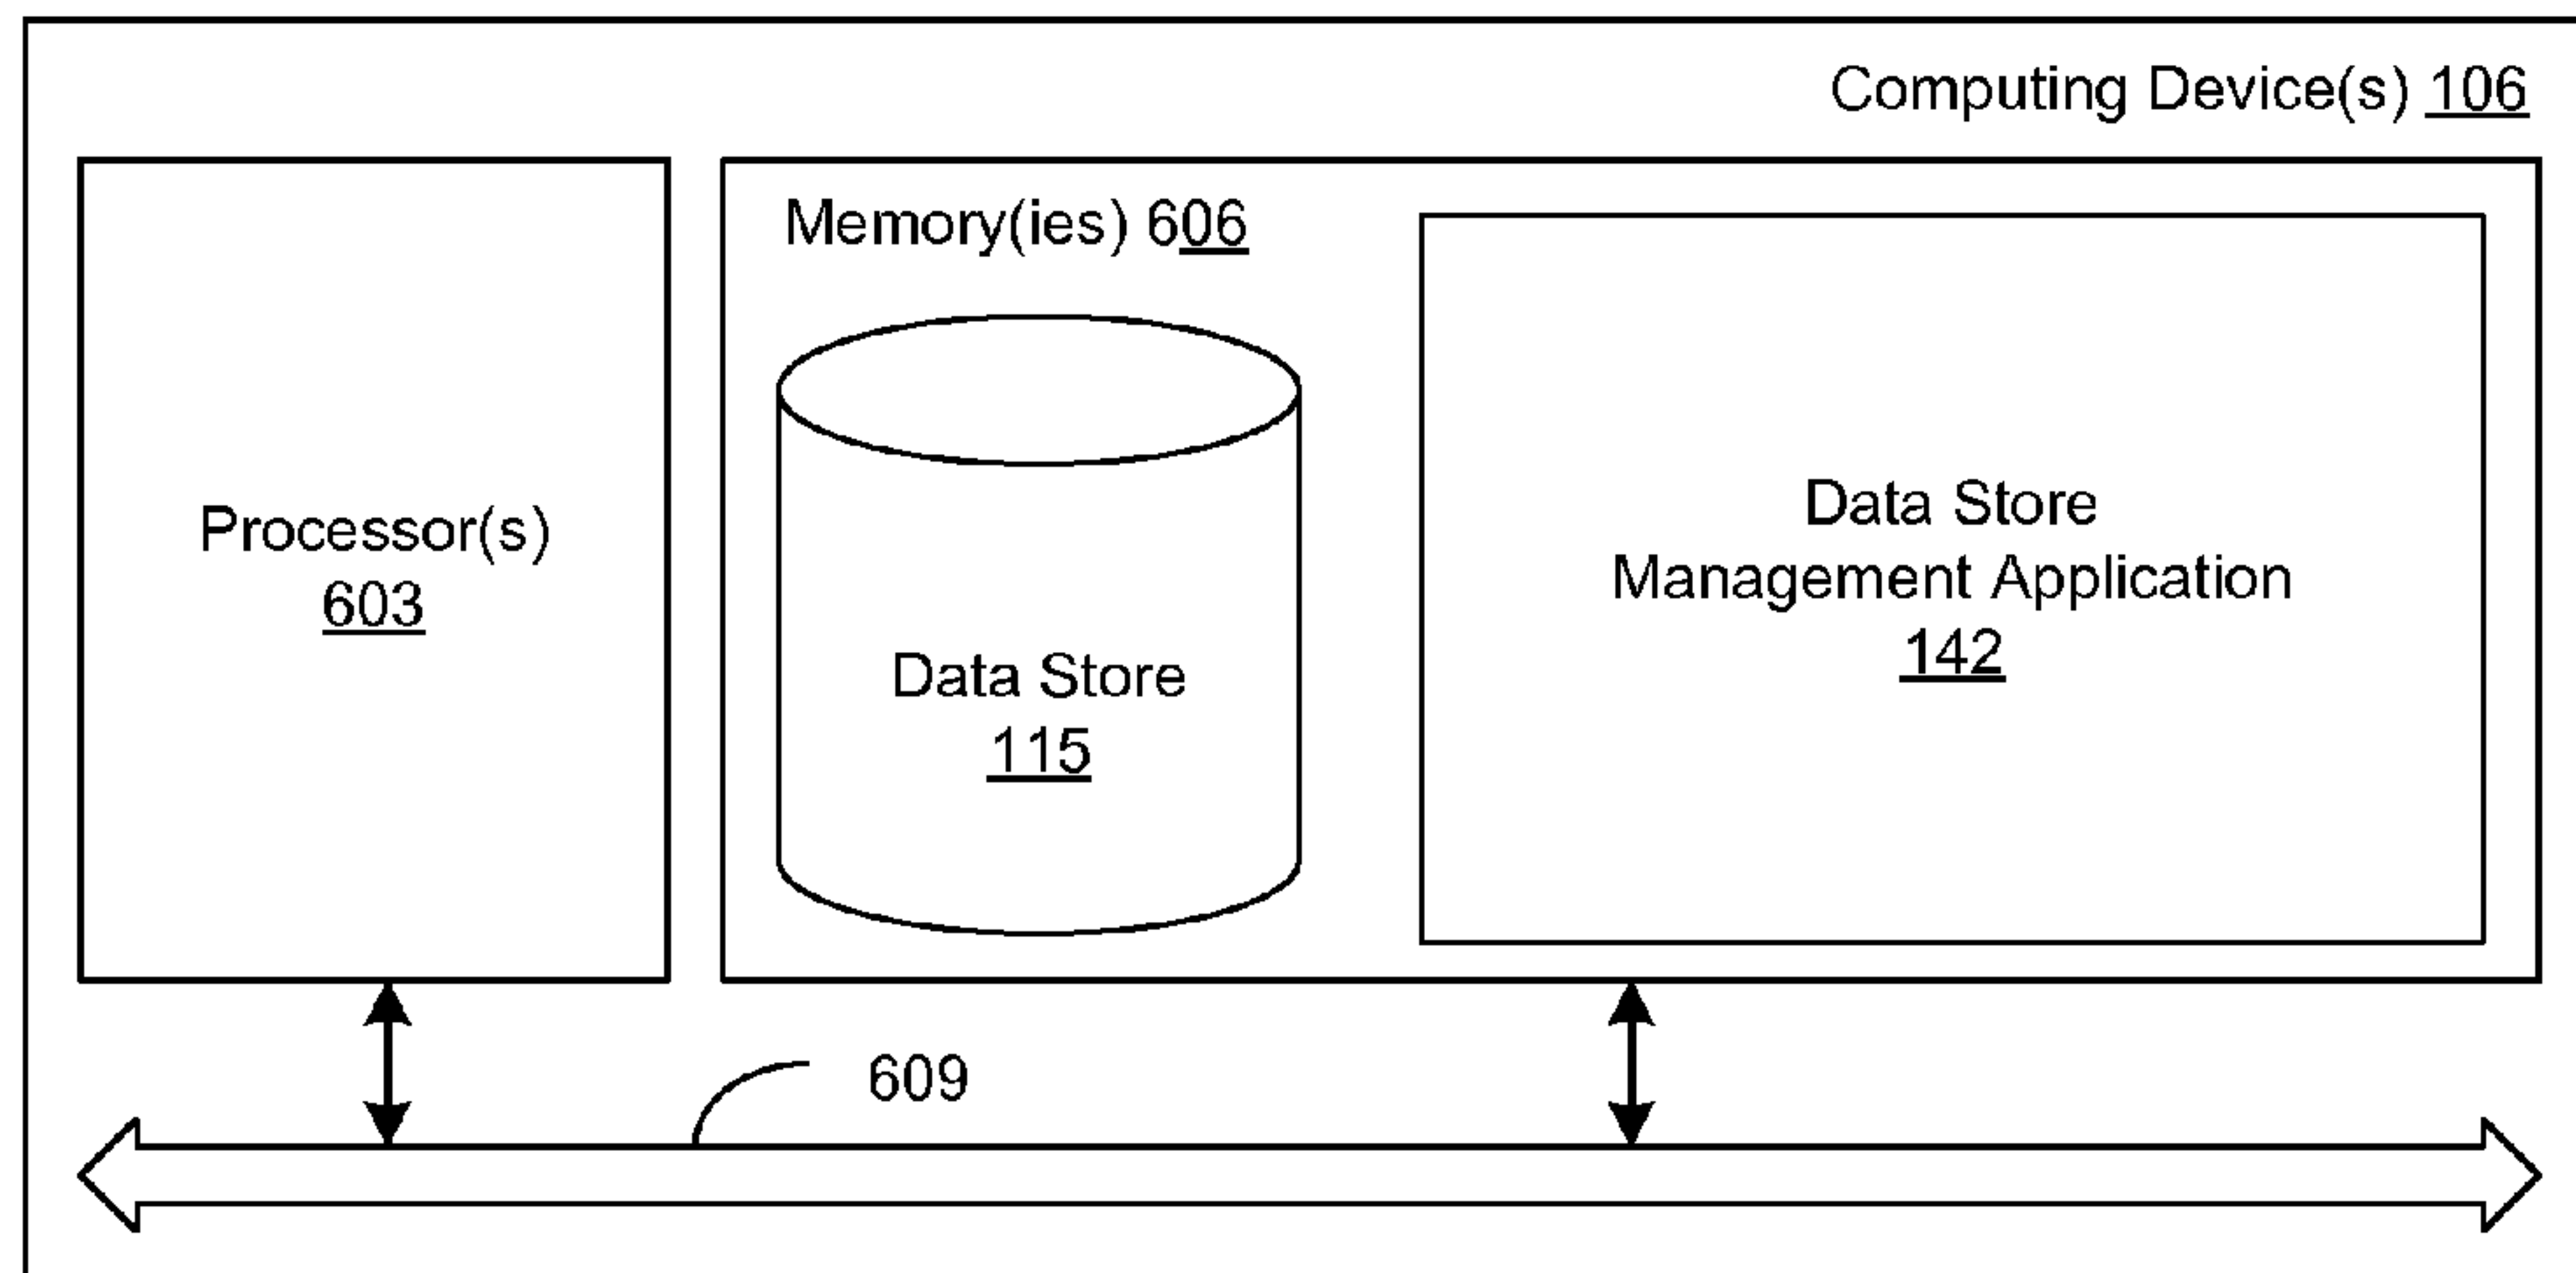 Computing Device(s) 106
Memory(ies) 606
Processor(s)
603
Data Store
115
Data Store
Management Application
142
609